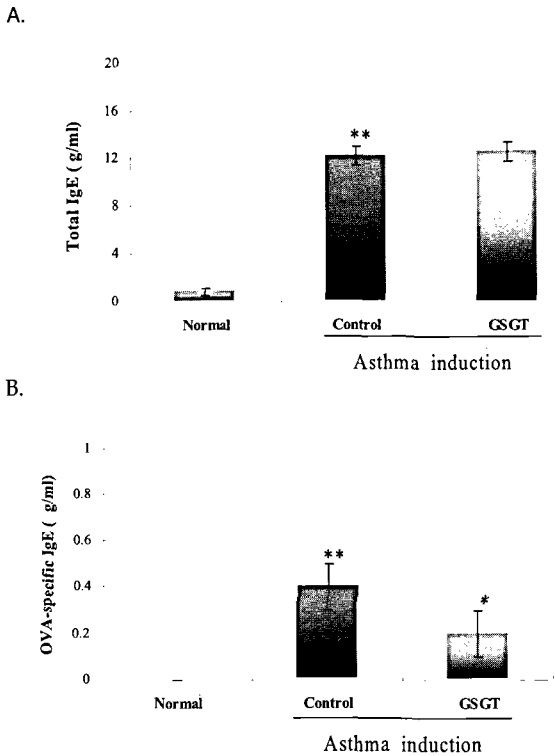 A.
20
16
12
8
4
0
Total IgE ( g/ml)
**
Normal Control GSGT
Asthma induction
B.
1
0.8
0.6
0.4
0.2
0
OVA-specific IgE ( g/ml)
**
*
Normal Control GSGT
Asthma induction